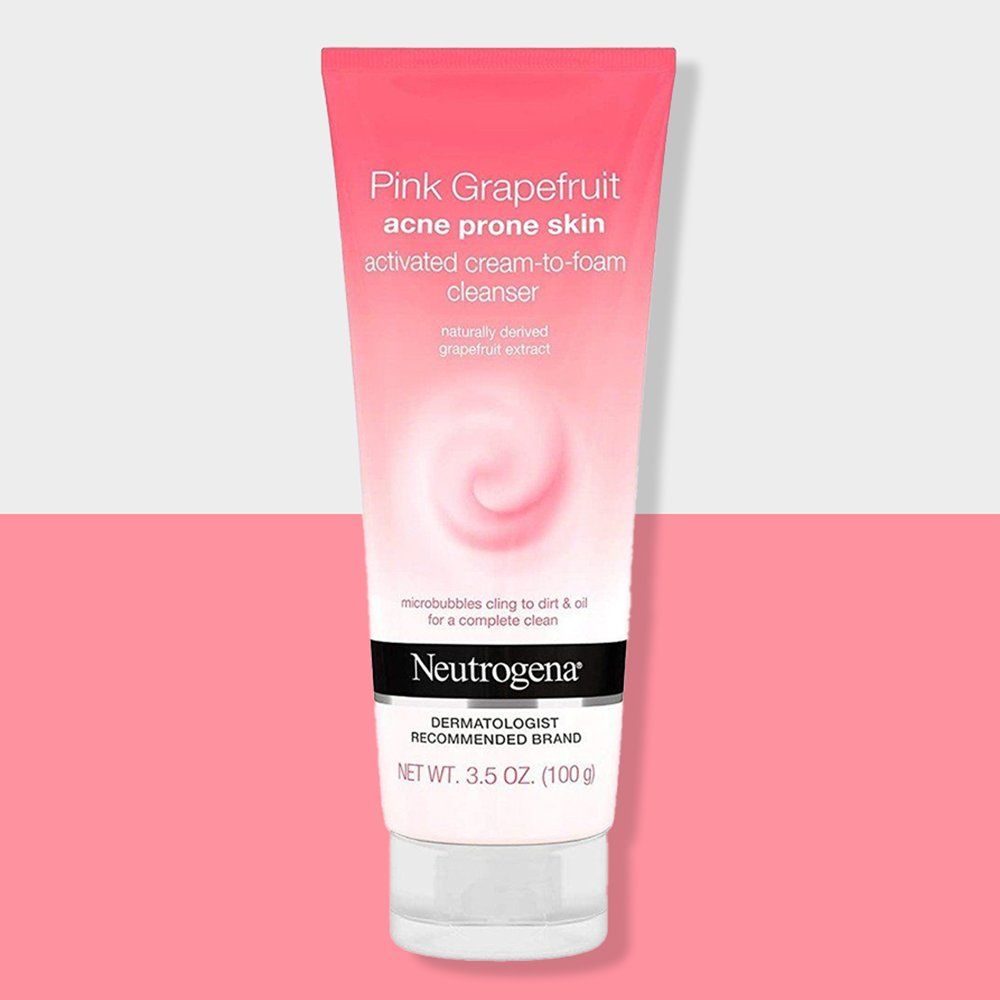 Pink Grapefruit
acne prone skin
activated cream-to-foam
cleanser
naturally derived
grapefruit extract
microbubbles cling to dirt & oil
for a complete clean
Neutrogena®
DERMATOLOGIST
RECOMMENDED BRAND
NET WT. 3.5 OZ. (100 g)